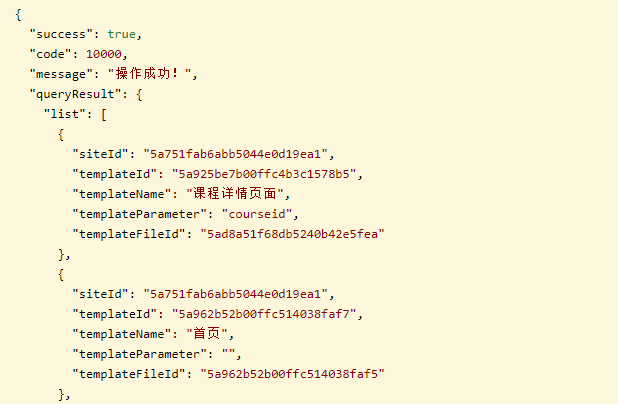 {
"success": true,
"code": 10000,
"message": "操作成功！",
"queryResult": {
"list": [
{
"siteId": "5a751fab6abb5044e0d19ea1",
"templateId": "5a925be7b00ffc4b3c1578b5",
"templateName": "课程详情页面",
"templateParameter": "courseid",
"templateFileId": "5ad8a51f68db5240b42e5fea"
},
{
"siteId": "5a751fab6abb5044e0d19ea1",
"templateId": "5a962b52b00ffc514038faf7",
"templateName": "首页",
"templateParameter": "",
"templateFileId": "5a962b52b00ffc514038faf5"
},